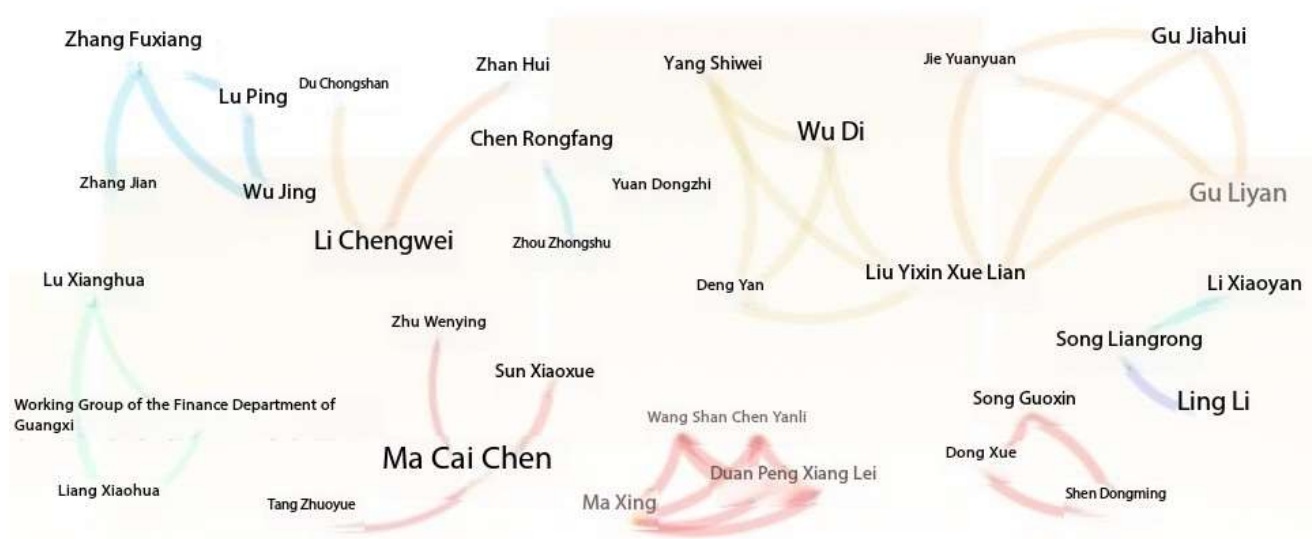 Zhang Fuxiang
Lu Ping
Du Chongshan
Zhan Hui
Yang Shiwei
Jie Yuanyuan
Gu Jiahui
Chen Rongfang
Wu Di
Zhang Jian
Wu Jing
Yuan Dongzhi
Gu Liyan
Li Chengwei
Zhou Zhongshu
Lu Xianghua
Deng Yan
Liu Yixin Xue Lian
Li Xiaoyan
Zhu Wenying
Song Liangrong
Sun Xiaoxue
Working Group of the Finance Department of
Guangxi
Wang Shan Chen Yanli
Song Guoxin
Ling Li
Ma Cai Chen
Dong Xue
Duan Peng Xiang Lei
Liang Xiaohua
Tang Zhuoyue
Ma Xing
Shen Dongming